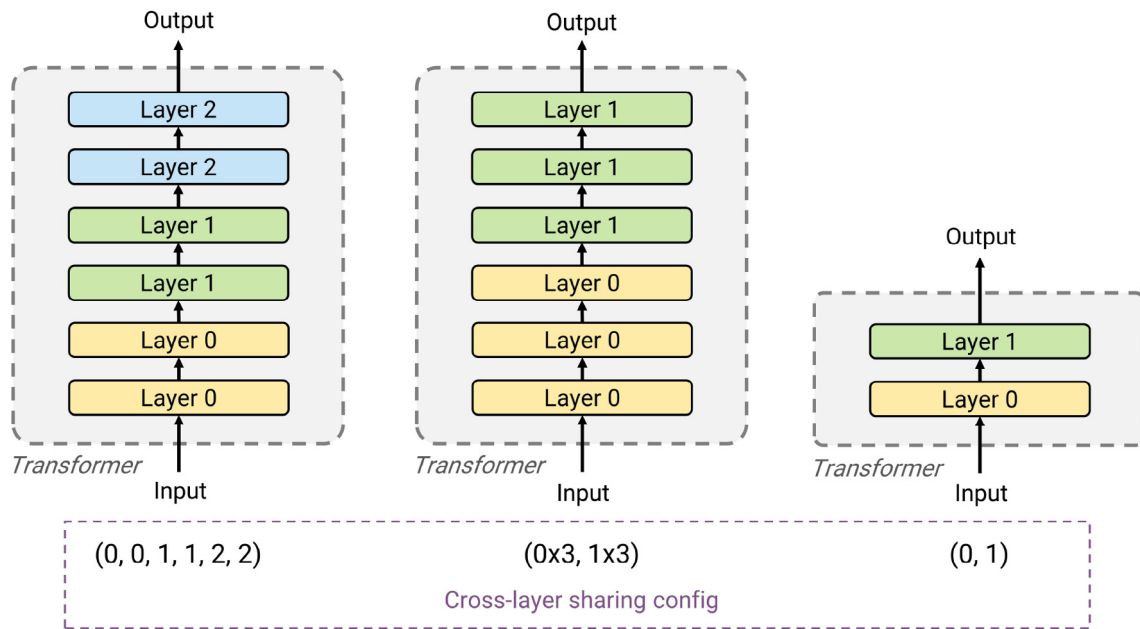 Output
Layer 2
Layer 2
Layer 1
Layer 1
Layer 0
Layer 0
Transformer
Input
Output
Layer 1
Layer 1
Layer 1
Layer 0
Layer 0
Layer 0
Transformer
Input
Output
Layer 1
Layer 0
Transformer
Input
(0, 0, 1, 1, 2, 2)
(0x3, 1x3)
(0, 1)
Cross-layer sharing config